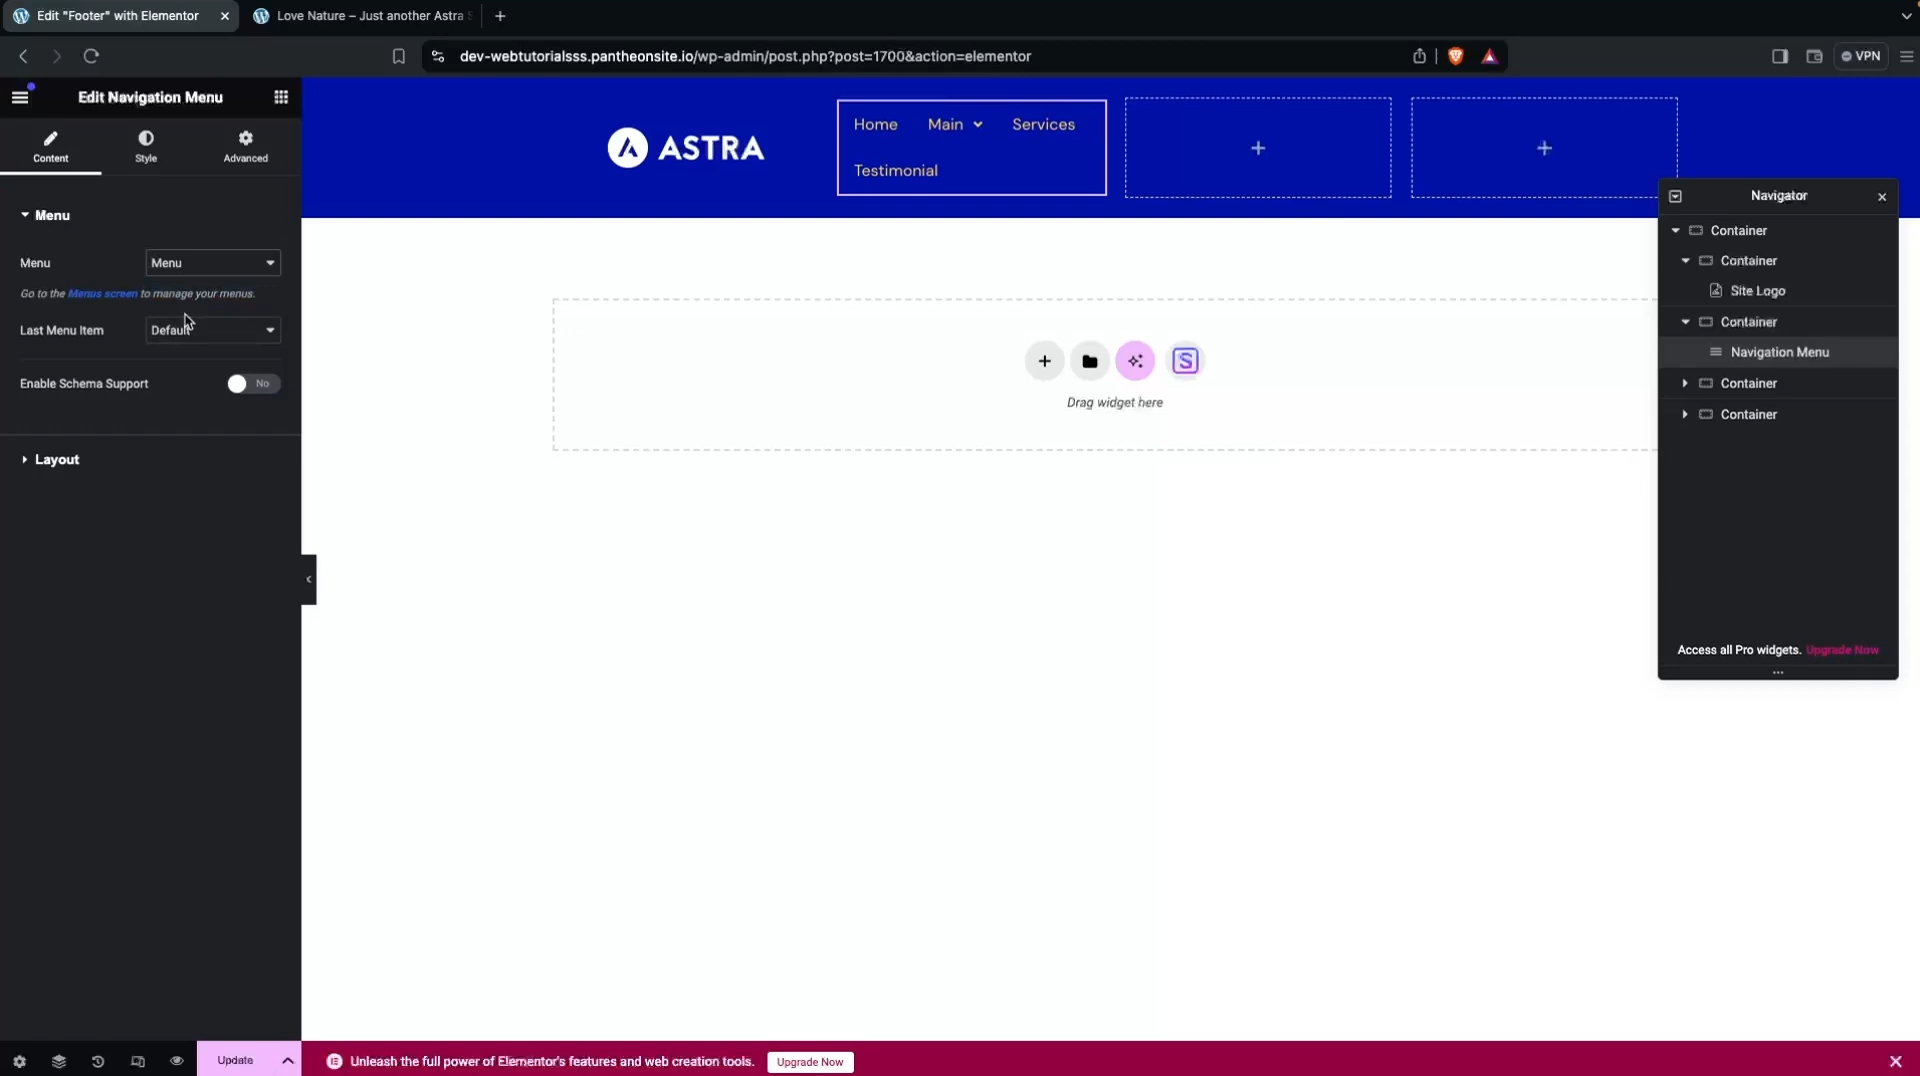 Edit "Footer" with Elementor
Love Nature – Just another Astra S
dev-webtutorialsss.pantheonsite.io/wp-admin/post.php?post=1700&action=elementor
VPN
Edit Navigation Menu
Content
Style
Advanced
Menu
Menu
Menu
Go to the Menus screen to manage your menus.
Last Menu Item
Default
Enable Schema Support
No
Layout
ASTRA
Home
Main
Services
Testimonial
Drag widget here
Navigator
Container
Container
Site Logo
Container
Navigation Menu
Container
Container
Access all Pro widgets. Upgrade Now
Update
Unleash the full power of Elementor's features and web creation tools.
Upgrade Now